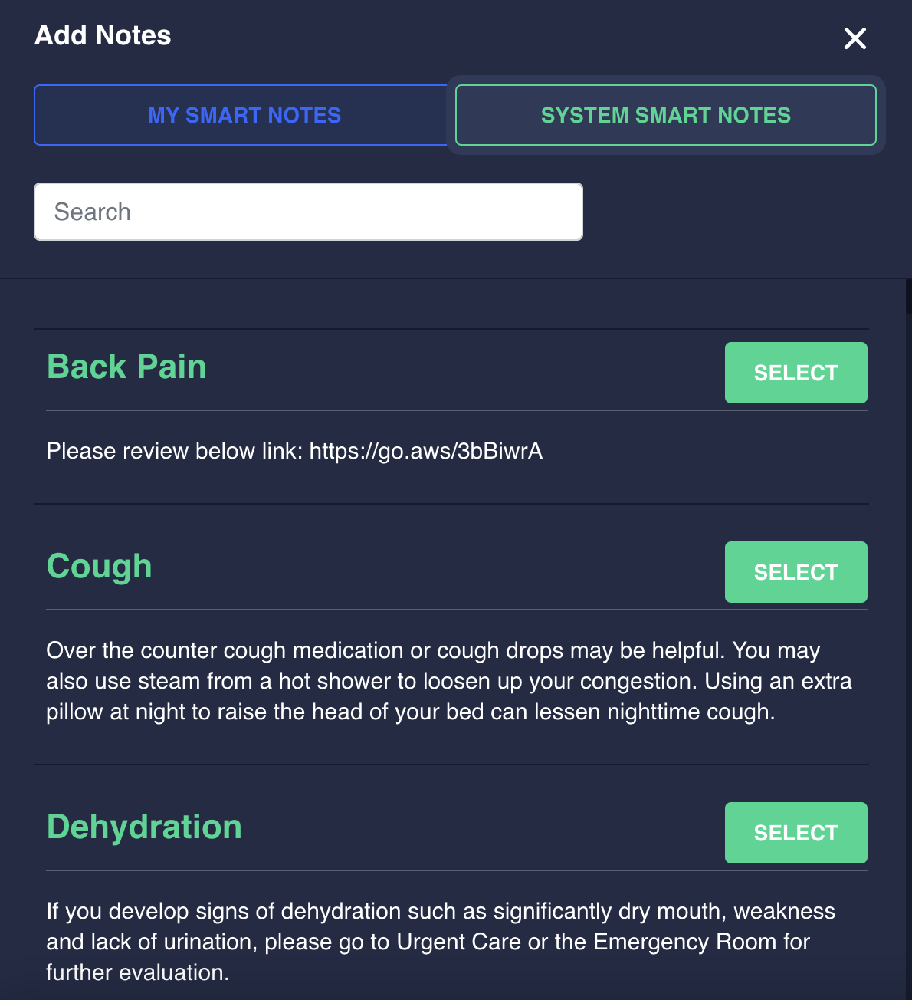 Add Notes
MY SMART NOTES
SYSTEM SMART NOTES
Search
Back Pain
SELECT
Please review below link: https://go.aws/3bBiwrA
Cough
SELECT
Over the counter cough medication or cough drops may be helpful. You may
also use steam from a hot shower to loosen up your congestion. Using an extra
pillow at night to raise the head of your bed can lessen nighttime cough.
Dehydration
SELECT
If you develop signs of dehydration such as significantly dry mouth, weakness
and lack of urination, please go to Urgent Care or the Emergency Room for
further evaluation.